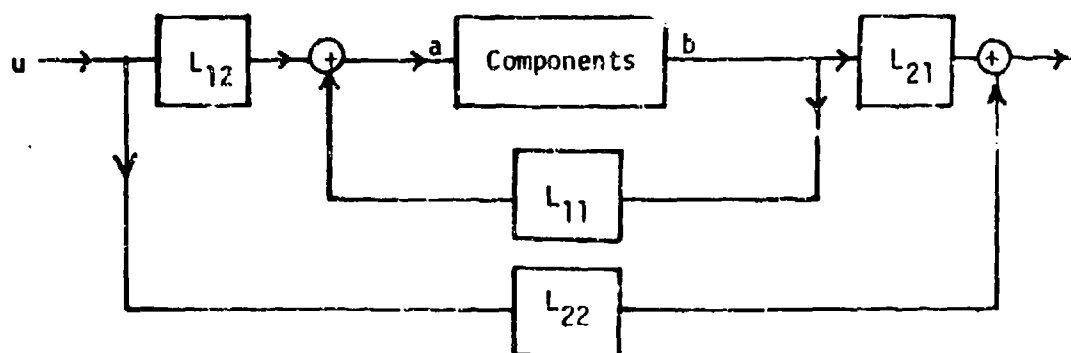 u
L12
+
a
Components
b
L21
+
L11
L22